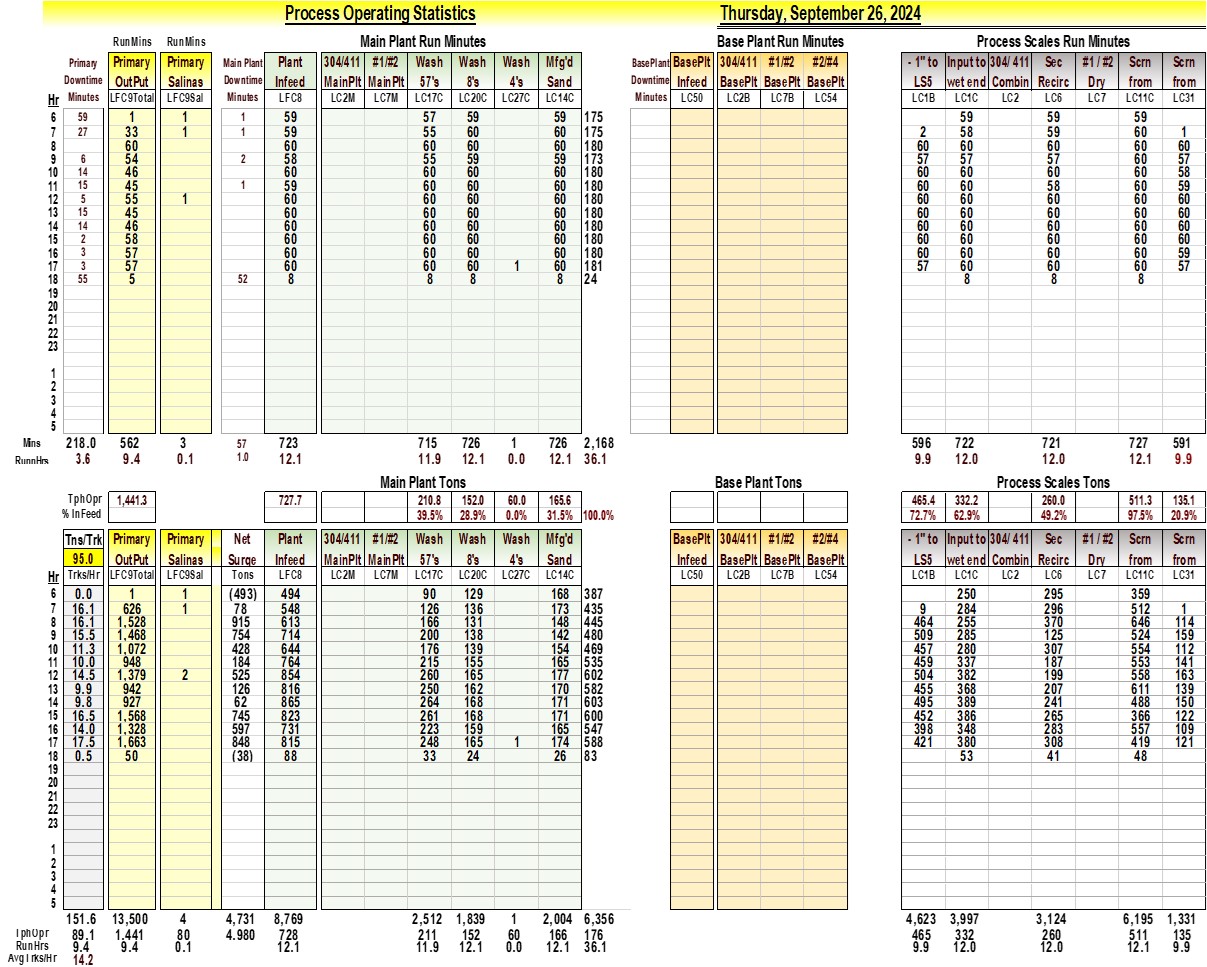 Process Operating Statistics Thursday, September 26, 2024
RunMins RunMins Main Plant Run Minutes Base Plant Run Minutes Process Scales Run Minutes
Primary Primary Primary Main Plant Plant 304/411 #1/#2 Wash Wash Wash Mfg'd BasePlant BasePlt 304/411 #1/#2 #2/#4 - 1" to Input to 304/ 411 Sec #1 / #2 Scrn Scrn
Downtime OutPut Salinas Downtime Infeed MainPlt MainPlt 57's 8's 4's Sand Downtime Infeed BasePlt BasePlt BasePlt LS5 wet end Combin Recirc Dry from from
Hr Minutes LFC9Total LFC9Sal Minutes LFC8 LC2M LC7M LC17C LC20C LC27C LC14C Minutes LC50 LC2B LC7B LC54 LC1B LC1C LC2 LC6 LC7 LC11C LC31
6 59 1 1 1 59 57 59 59 175 59 59 59
7 27 33 1 1 59 55 60 60 175 2 58 59 60 1
8 60 60 60 60 60 180 60 60 60 60 60
9 6 54 2 58 55 59 59 173 57 57 57 60 57
10 14 46 60 60 60 60 180 60 60 60 60 58
11 15 45 1 59 60 60 60 180 60 60 58 60 59
12 5 55 1 60 60 60 60 180 60 60 60 60 60
13 15 45 60 60 60 60 180 60 60 60 60 60
14 14 46 60 60 60 60 180 60 60 60 60 60
15 2 58 60 60 60 60 180 60 60 60 60 60
16 3 57 60 60 60 60 180 60 60 60 60 59
17 3 57 60 60 60 1 60 181 57 60 60 60 57
18 55 5 52 8 8 8 8 24 8 8 8
19
20
21
22
23
1
2
3
4
5
Mins 218.0 562 3 57 723 715 726 1 726 2,168 596 722 721 727 591
RunnHrs 3.6 9.4 0.1 1.0 12.1 11.9 12.1 0.0 12.1 36.1 9.9 12.0 12.0 12.1 9.9
Main Plant Tons Base Plant Tons Process Scales Tons
TphOpr 1,441.3 727.7 210.8 152.0 60.0 165.6 465.4 332.2 260.0 511.3 135.1
% InFeed 39.5% 28.9% 0.0% 31.5% 100.0% 72.7% 62.9% 49.2% 97.5% 20.9%
Tns/Trk Primary Primary Net Plant 304/411 #1/#2 Wash Wash Wash Mfg'd BasePlt 304/411 #1/#2 #2/#4 - 1" to Input to 304/ 411 Sec #1 / #2 Scrn Scrn
95.0 OutPut Salinas Surge Infeed MainPlt MainPlt 57's 8's 4's Sand Infeed BasePlt BasePlt BasePlt LS5 wet end Combin Recirc Dry from from
Hr Trks/Hr LFC9Total LFC9Sal Tons LFC8 LC2M LC7M LC17C LC20C LC27C LC14C LC50 LC2B LC7B LC54 LC1B LC1C LC2 LC6 LC7 LC11C LC31
6 0.0 1 1 (493) 494 90 129 168 387 250 295 359
7 16.1 626 1 78 548 126 136 173 435 9 284 296 512 1
8 16.1 1,528 915 613 166 131 148 445 464 255 370 646 114
9 15.5 1,468 754 714 200 138 142 480 509 285 125 524 159
10 11.3 1,072 428 644 176 139 154 469 457 280 307 554 112
11 10.0 948 184 764 215 155 165 535 459 337 187 553 141
12 14.5 1,379 2 525 854 260 165 177 602 504 382 199 558 163
13 9.9 942 126 816 250 162 170 582 455 368 207 611 139
14 9.8 927 62 865 264 168 171 603 495 389 241 488 150
15 16.5 1,568 745 823 261 168 171 600 452 386 265 366 122
16 14.0 1,328 597 731 223 159 165 547 398 348 283 557 109
17 17.5 1,663 848 815 248 165 1 174 588 421 380 308 419 121
18 0.5 50 (38) 88 33 24 26 83 53 41 48
19
20
21
22
23
1
2
3
4
5
151.6 13,500 4 4,731 8,769 2,512 1,839 1 2,004 6,356 4,623 3,997 3,124 6,195 1,331
TphOpr 89.1 1,441 80 4.980 728 211 152 60 166 176 465 332 260 511 135
RunHrs 9.4 9.4 0.1 12.1 11.9 12.1 0.0 12.1 36.1 9.9 12.0 12.0 12.1 9.9
AvgTrks/Hr 14.2